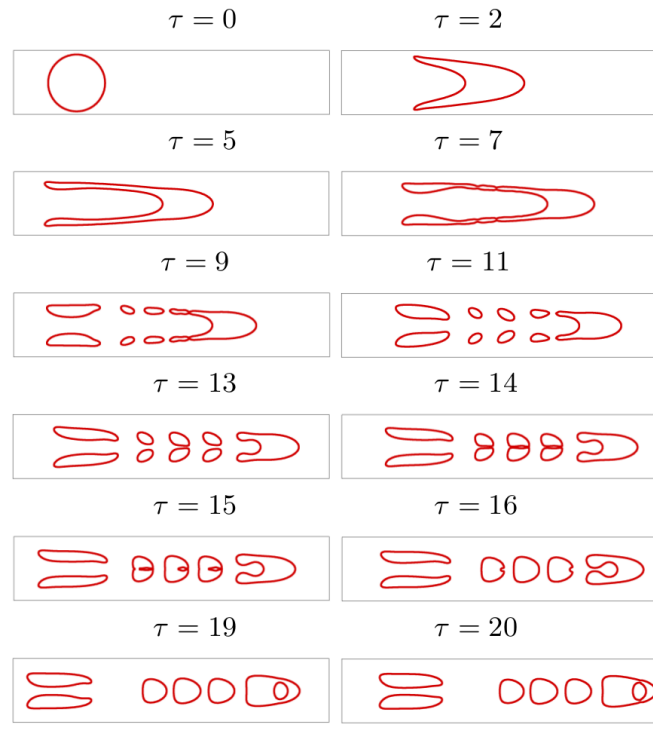 τ = 0
τ = 2
τ = 5
τ = 7
τ = 9
τ = 11
τ = 13
τ = 14
τ = 15
τ = 16
τ = 19
τ = 20